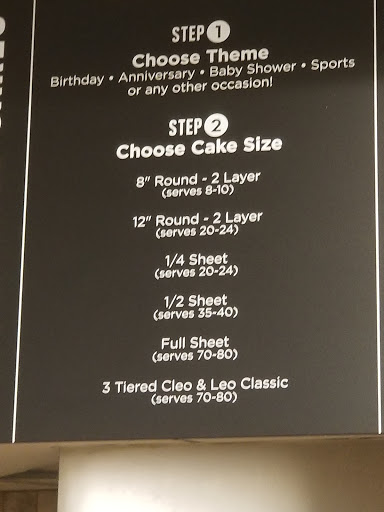 STEP 1
Choose Theme
Birthday • Anniversary • Baby Shower • Sports
or any other occasion!
STEP 2
Choose Cake Size
8" Round - 2 Layer
(serves 8-10)
12" Round - 2 Layer
(serves 20-24)
1/4 Sheet
(serves 20-24)
1/2 Sheet
(serves 35-40)
Full Sheet
(serves 70-80)
3 Tiered Cleo & Leo Classic
(serves 70-80)